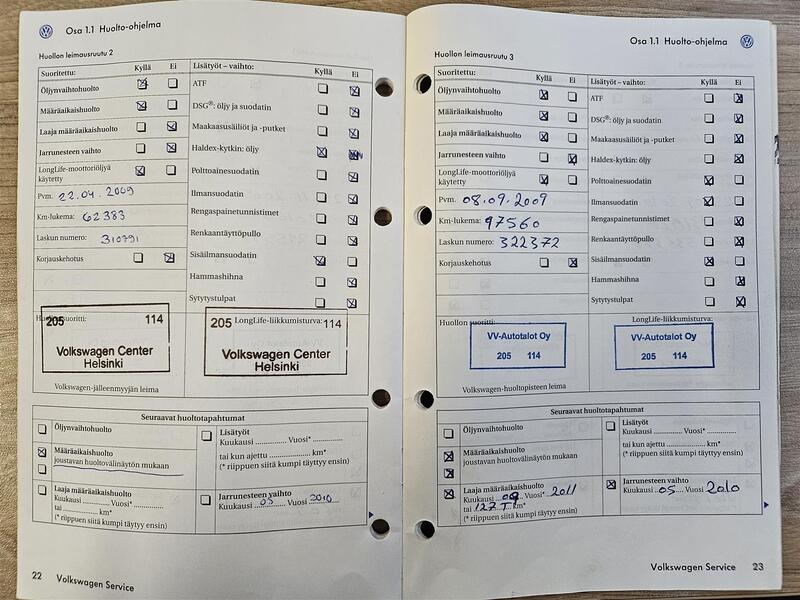 Osa 1.1 Huolto-ohjelma
Huollon leimausruutu 2
Suoritettu: Kyllä Ei
Öljynvaihtohuolto
Määräaikaishuolto
Laaja määräaikaishuolto
Jarrunesteen vaihto
LongLife-moottoriöljyä
käytetty
Pvm. 22.04.2009
Km-lukema: 62383
Laskun numero: 310791
Korjauskehotus
Lisätyöt – vaihto: Kyllä Ei
ATF
DSG®: öljy ja suodatin
Maakaasusäiliöt ja -putket
Haldex-kytkin: öljy
Polttoainesuodatin
Ilmansuodatin
Rengaspainetunnistimet
Renkaantäyttöpullo
Sisäilmansuodatin
Hammashihna
Sytytystulpat
Huollon suoritti:
205 114
Volkswagen Center
Helsinki
LongLife-liikkumisturva:
205 114
Volkswagen Center
Helsinki
Volkswagen-jälleenmyyjän leima
Seuraavat huoltotapahtumat
Öljynvaihtohuolto
Määräaikaishuolto
joustavan huoltovälinäytön mukaan
Laaja määräaikaishuolto
Kuukausi ............ Vuosi* ............
tai ............ km*
(* riippuen siitä kumpi täytyy ensin)
Lisätyöt
Kuukausi ............ Vuosi* ............
tai kun ajettu ............ km*
(* riippuen siitä kumpi täytyy ensin)
Jarrunesteen vaihto
Kuukausi 05 Vuosi 2010
22 Volkswagen Service
Osa 1.1 Huolto-ohjelma
Huollon leimausruutu 3
Suoritettu: Kyllä Ei
Öljynvaihtohuolto
Määräaikaishuolto
Laaja määräaikaishuolto
Jarrunesteen vaihto
LongLife-moottoriöljyä
käytetty
Pvm. 08.09.2009
Km-lukema: 97560
Laskun numero: 322372
Korjauskehotus
Lisätyöt – vaihto: Kyllä Ei
ATF
DSG®: öljy ja suodatin
Maakaasusäiliöt ja -putket
Haldex-kytkin: öljy
Polttoainesuodatin
Ilmansuodatin
Rengaspainetunnistimet
Renkaantäyttöpullo
Sisäilmansuodatin
Hammashihna
Sytytystulpat
Huollon suoritti:
VV-Autotalot Oy
205 114
LongLife-liikkumisturva:
VV-Autotalot Oy
205 114
Volkswagen-huoltopisteen leima
Seuraavat huoltotapahtumat
Öljynvaihtohuolto
Määräaikaishuolto
joustavan huoltovälinäytön mukaan
Laaja määräaikaishuolto
Kuukausi 09 Vuosi* 2011
tai 127 T km*
(* riippuen siitä kumpi täytyy ensin)
Lisätyöt
Kuukausi ............ Vuosi* ............
tai kun ajettu ............ km*
(* riippuen siitä kumpi täytyy ensin)
Jarrunesteen vaihto
Kuukausi 05 Vuosi 2010
Volkswagen Service 23